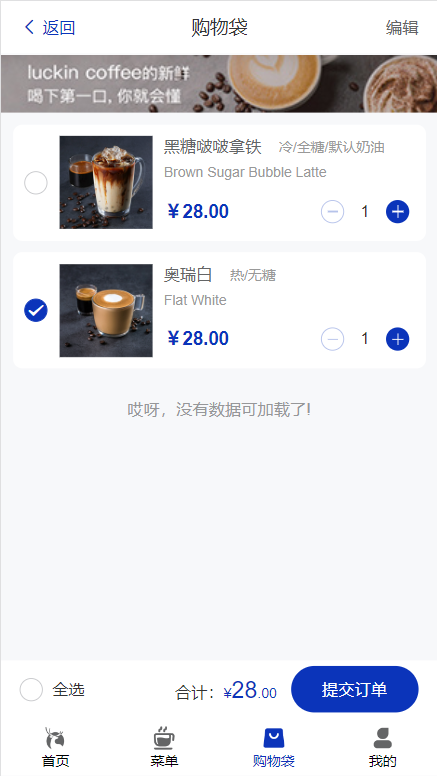 返回
购物袋
编辑
luckin coffee的新鲜
喝下第一口, 你就会懂
黑糖啵啵拿铁 冷/全糖/默认奶油
Brown Sugar Bubble Latte
￥28.00
1
奥瑞白 热/无糖
Flat White
￥28.00
1
哎呀，没有数据可加载了!
全选
合计：¥28.00
提交订单
首页
菜单
购物袋
我的